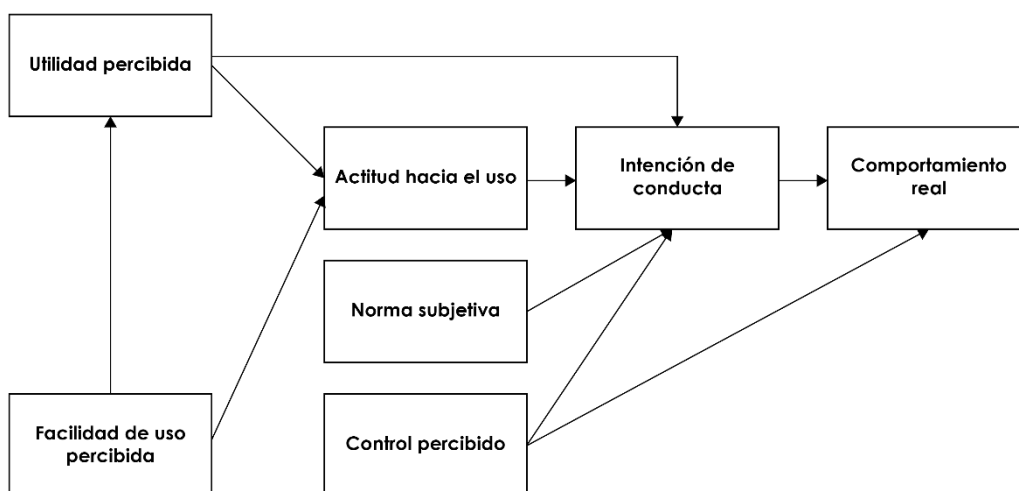 Utilidad percibida
Actitud hacia el uso
Intención de
conducta
Comportamiento
real
Norma subjetiva
Facilidad de uso
percibida
Control percibido